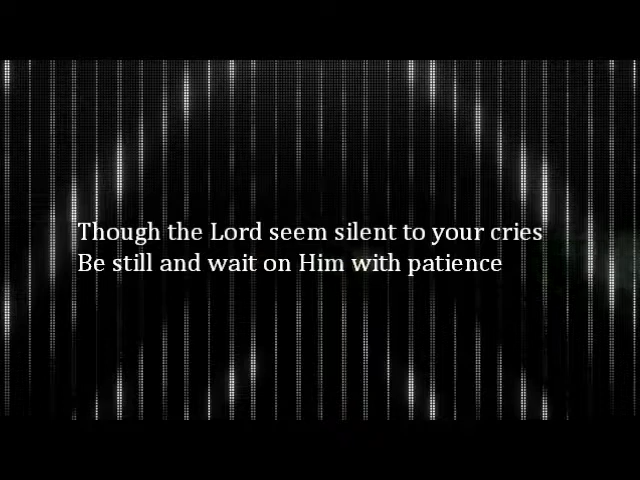 Though the Lord seem silent to your cries
Be still and wait on Him with patience